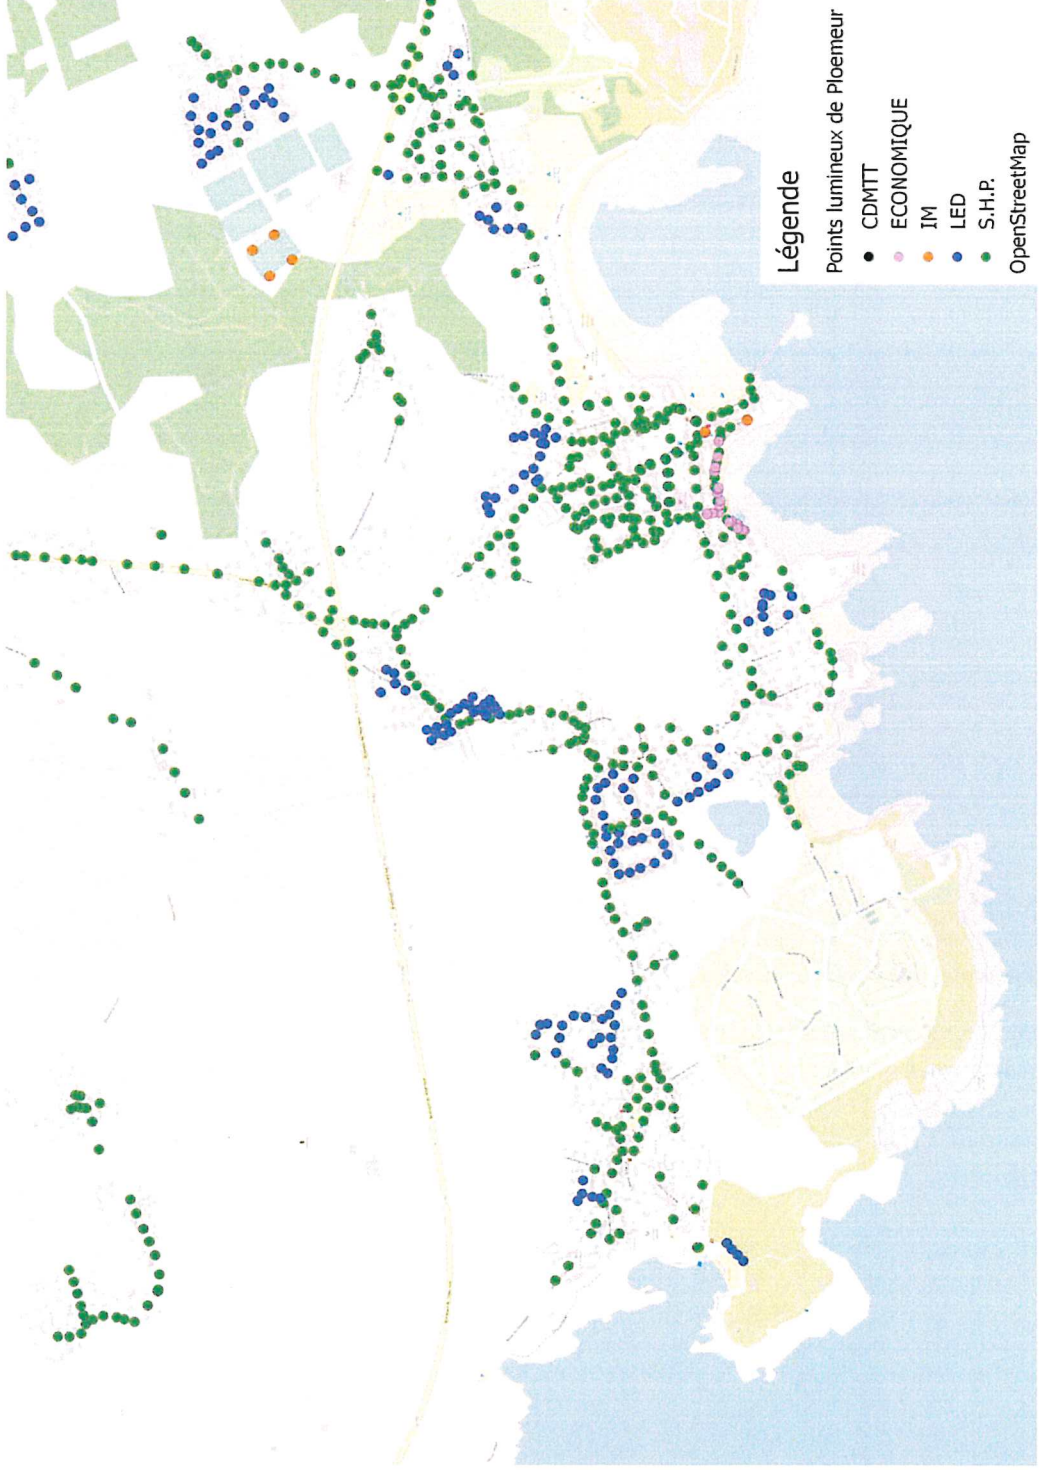 Légende
Points lumineux de Ploemeur
CDMTT
ECONOMIQUE
IM
LED
S.H.P.
OpenStreetMap